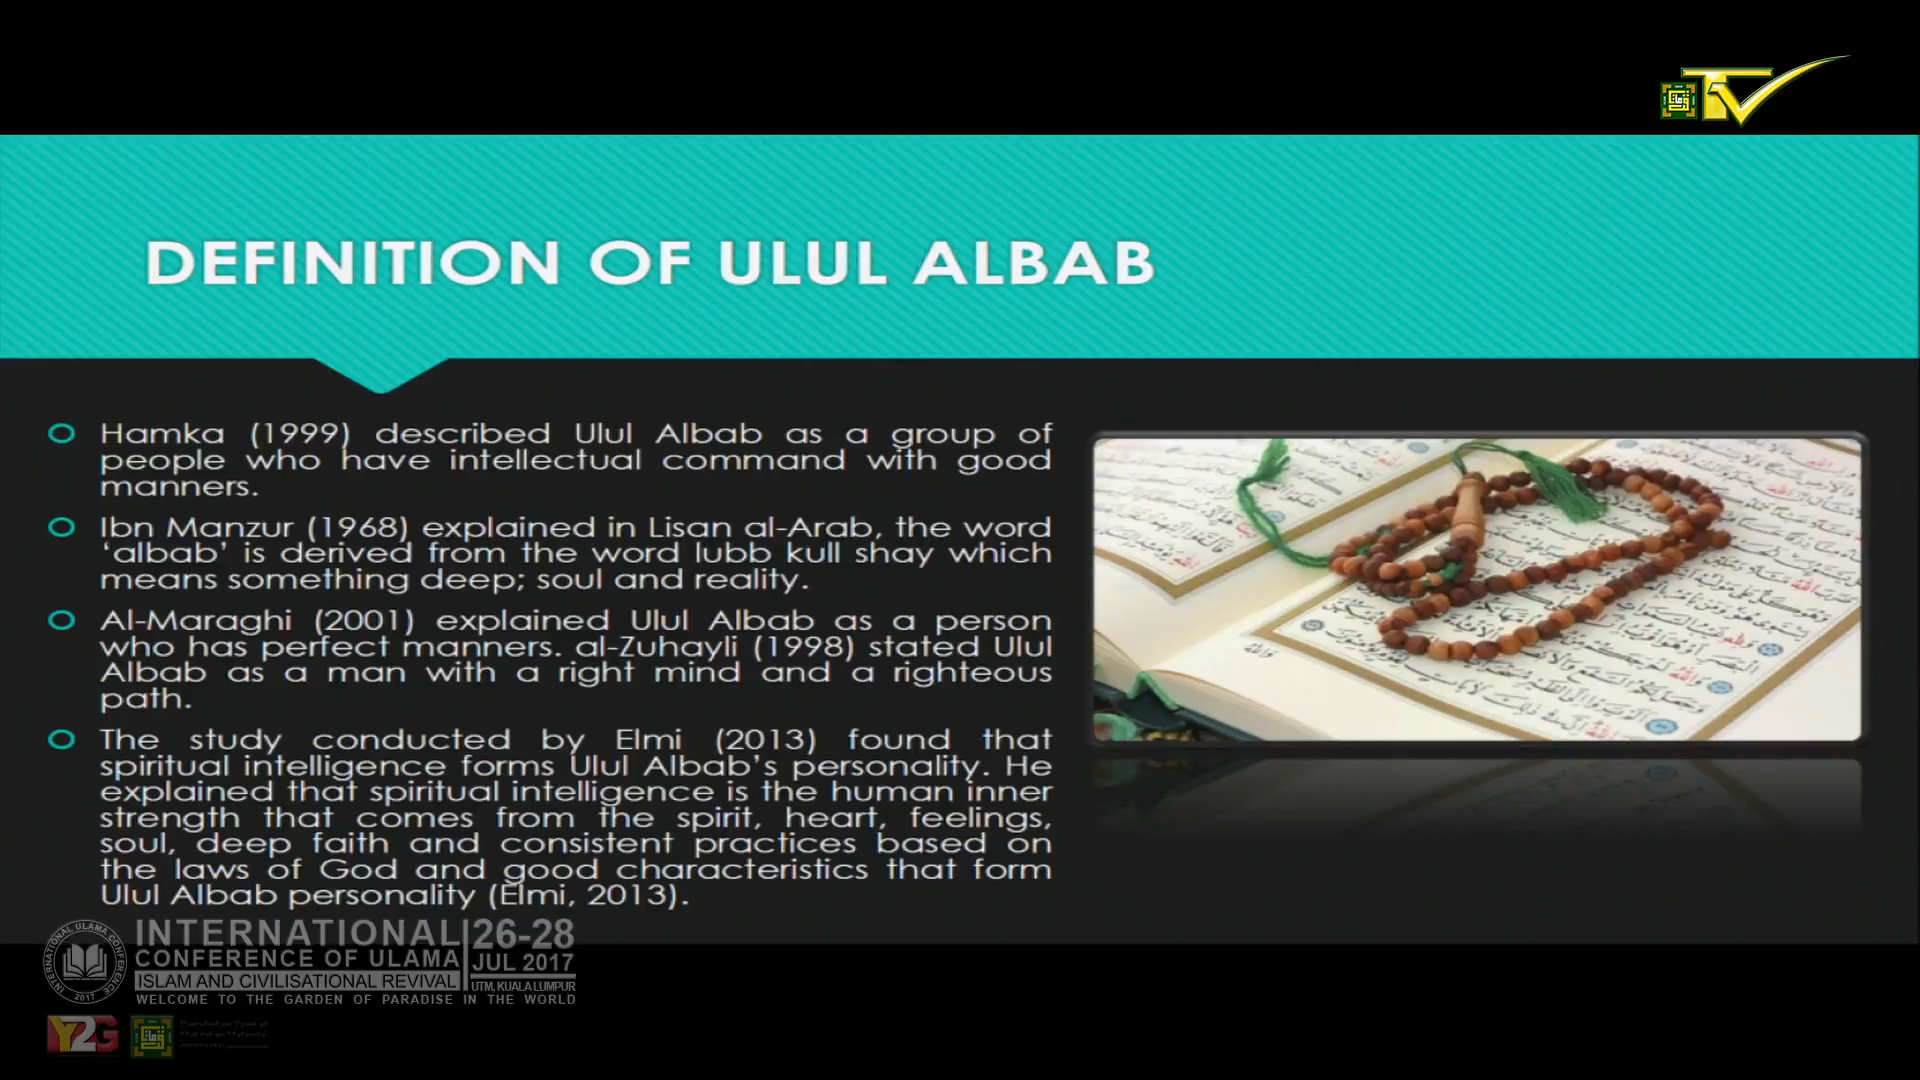 DEFINITION OF ULUL ALBAB
Hamka (1999) described Ulul Albab as a group of
people who have intellectual command with good
manners.
Ibn Manzur (1968) explained in Lisan al-Arab, the word
‘albab’ is derived from the word lubb kull shay which
means something deep; soul and reality.
Al-Maraghi (2001) explained Ulul Albab as a person
who has perfect manners. al-Zuhayli (1998) stated Ulul
Albab as a man with a right mind and a righteous
path.
The study conducted by Elmi (2013) found that
spiritual intelligence forms Ulul Albab’s personality. He
explained that spiritual intelligence is the human inner
strength that comes from the spirit, heart, feelings,
soul, deep faith and consistent practices based on
the laws of God and good characteristics that form
Ulul Albab personality (Elmi, 2013).
INTERNATIONAL ULAMA CONFERENCE
2017
INTERNATIONAL
CONFERENCE OF ULAMA
ISLAM AND CIVILISATIONAL REVIVAL
26-28
JUL 2017
UTM, KUALA LUMPUR
WELCOME TO THE GARDEN OF PARADISE IN THE WORLD
Y2G
TV